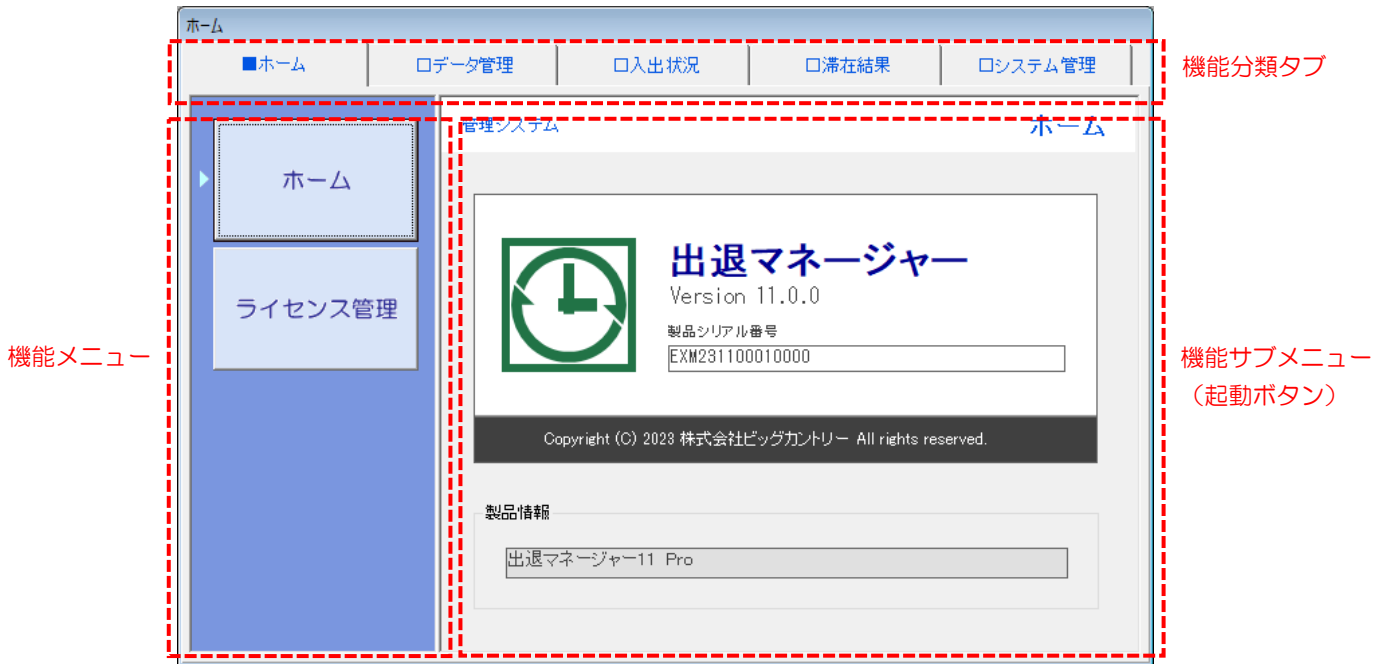 ホーム
■ホーム
□データ管理
□入出状況
□滞在結果
□システム管理
機能分類タブ
管理システム
ホーム
ホーム
ライセンス管理
機能メニュー
出退マネージャー
Version 11.0.0
製品シリアル番号
EXM231100010000
機能サブメニュー
（起動ボタン）
Copyright (C) 2023 株式会社ビッグカントリー All rights reserved.
製品情報
出退マネージャー11 Pro